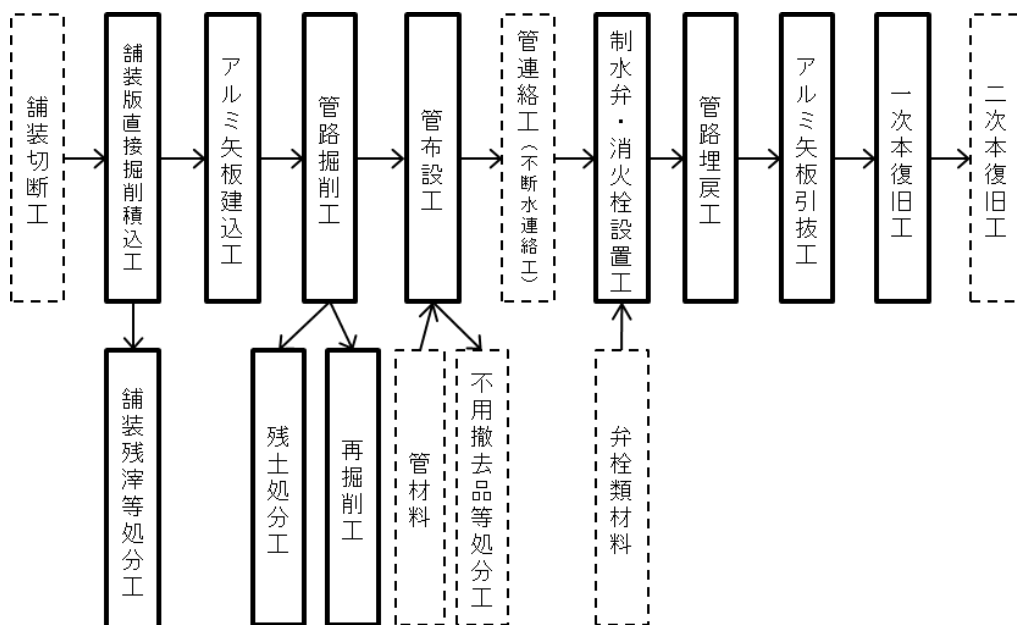 舗装切断工
舗装版直接掘削積込工
アルミ矢板建込工
管路掘削工
管布設工
管連絡工（不断水連絡工）
制水弁・消火栓設置工
管路埋戻工
アルミ矢板引抜工
一次本復旧工
二次本復旧工
舗装残滓等処分工
残土処分工
再掘削工
管材料
不用撤去品等処分工
弁栓類材料